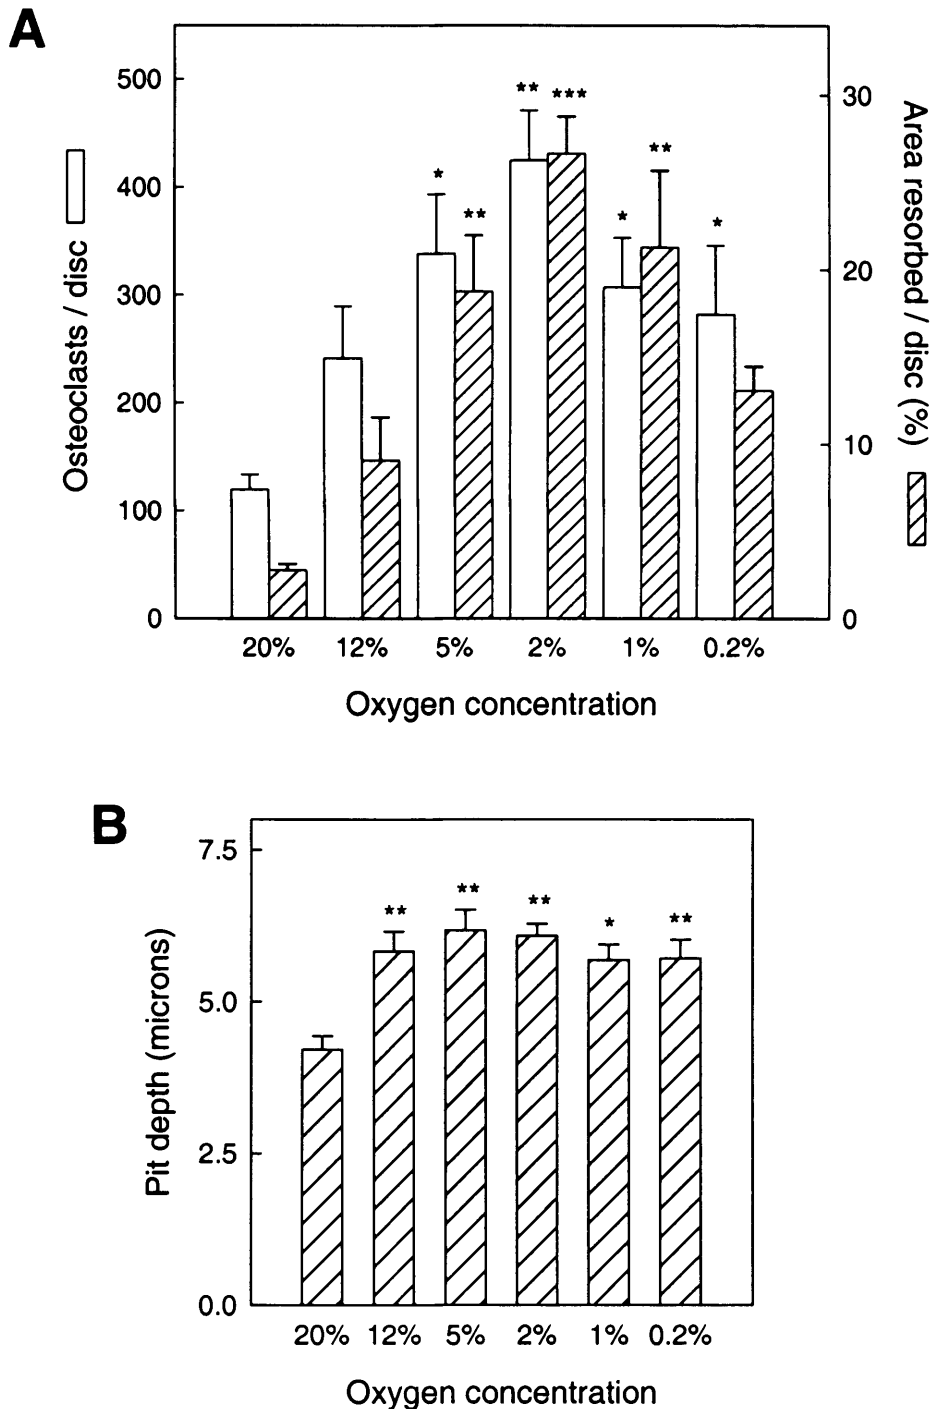 A
Osteoclasts / disc
500
400
300
200
100
0
* ** ** *** * ** *
30
20
10
0
Area resorbed / disc (%)
20% 12% 5% 2% 1% 0.2%
Oxygen concentration
B
Pit depth (microns)
7.5
5.0
2.5
0.0
** ** ** * **
20% 12% 5% 2% 1% 0.2%
Oxygen concentration